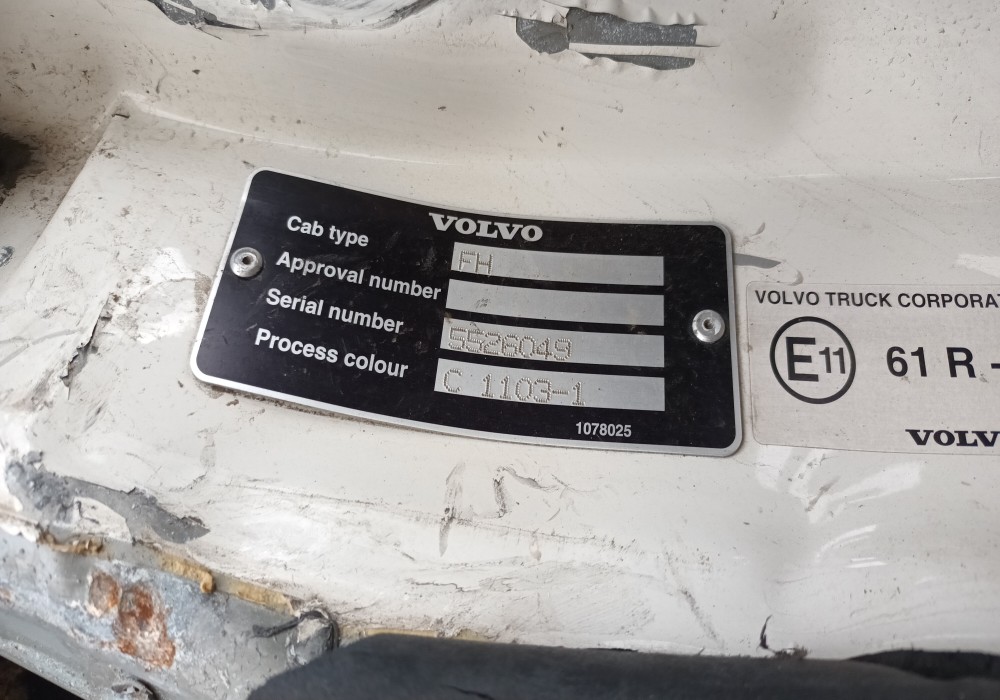 VOLVO
Cab type FH
Approval number
Serial number 5526049
Process colour C 1103-1
1078025
VOLVO TRUCK CORPORAT
E11 61 R -
VOLV